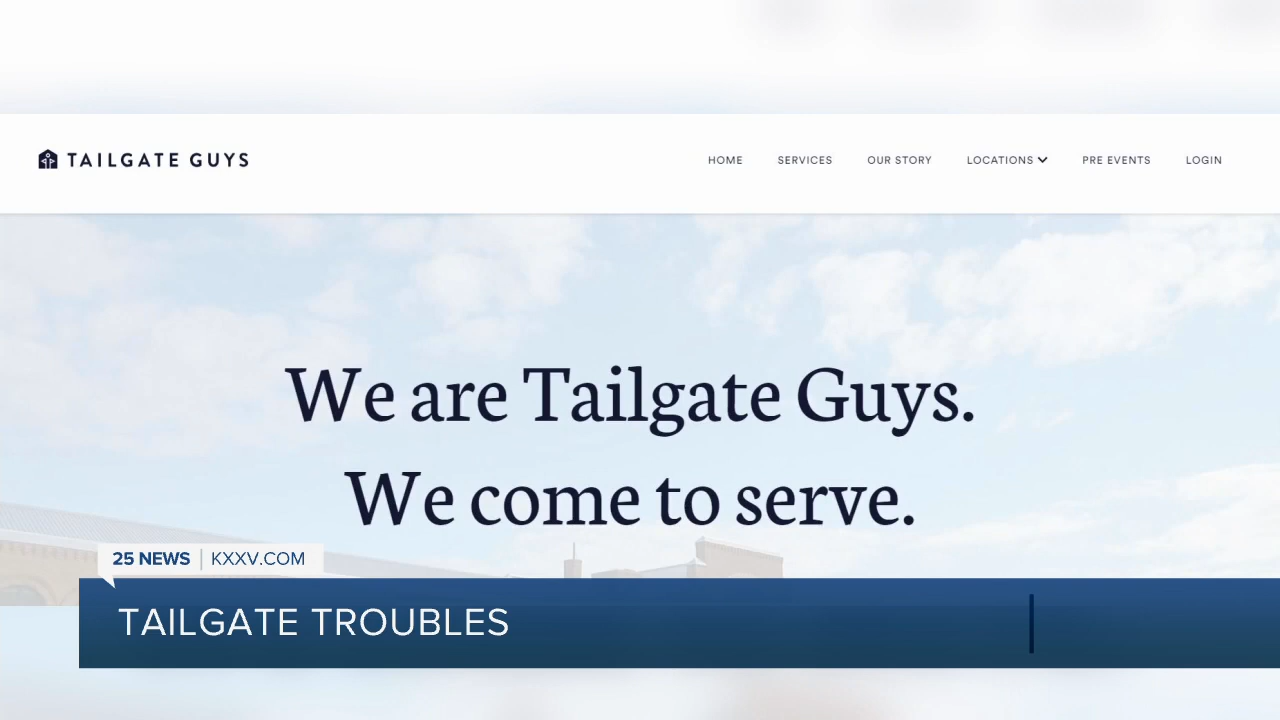 TAILGATE GUYS
HOME SERVICES OUR STORY LOCATIONS PRE EVENTS LOGIN
We are Tailgate Guys.
We come to serve.
25 NEWS KXXV.COM
TAILGATE TROUBLES